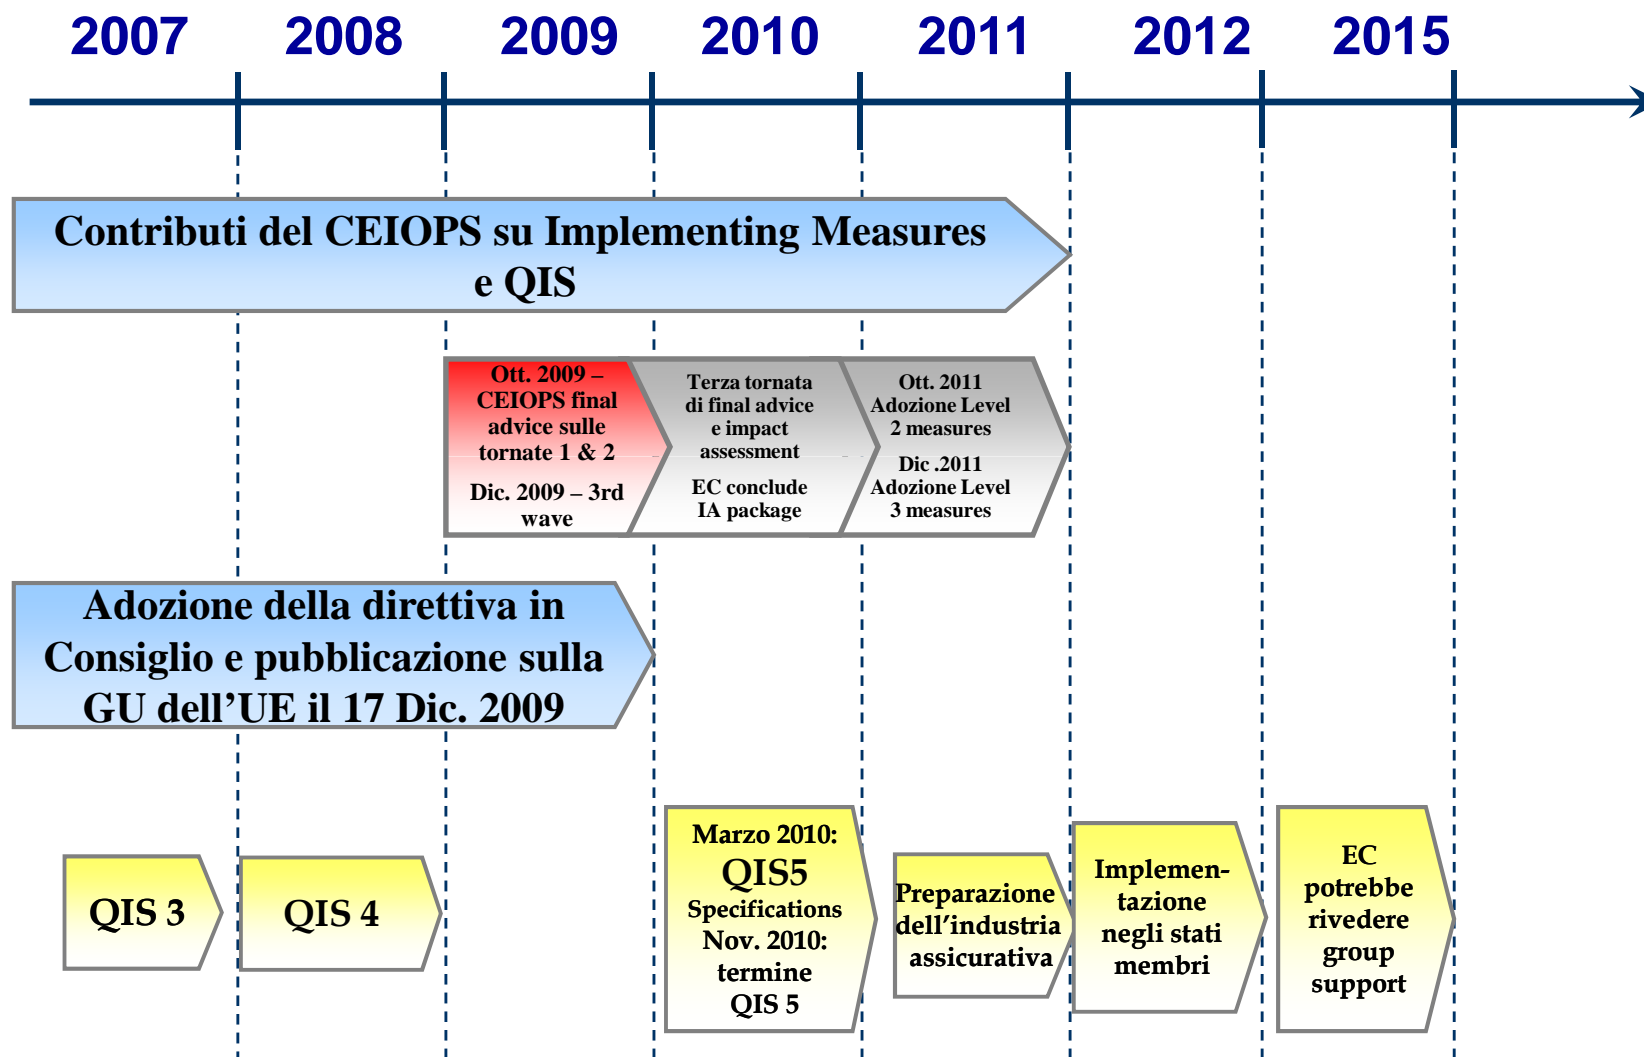 2007 2008 2009 2010 2011 2012 2015
Contributi del CEIOPS su Implementing Measures
e QIS
Ott. 2009 –
CEIOPS final
advice sulle
tornate 1 & 2
Dic. 2009 – 3rd
wave
Terza tornata
di final advice
e impact
assessment
EC conclude
IA package
Ott. 2011
Adozione Level
2 measures
Dic .2011
Adozione Level
3 measures
Adozione della direttiva in
Consiglio e pubblicazione sulla
GU dell’UE il 17 Dic. 2009
QIS 3
QIS 4
Marzo 2010:
QIS5
Specifications
Nov. 2010:
termine
QIS 5
Preparazione
dell’industria
assicurativa
Implemen-
tazione
negli stati
membri
EC
potrebbe
rivedere
group
support